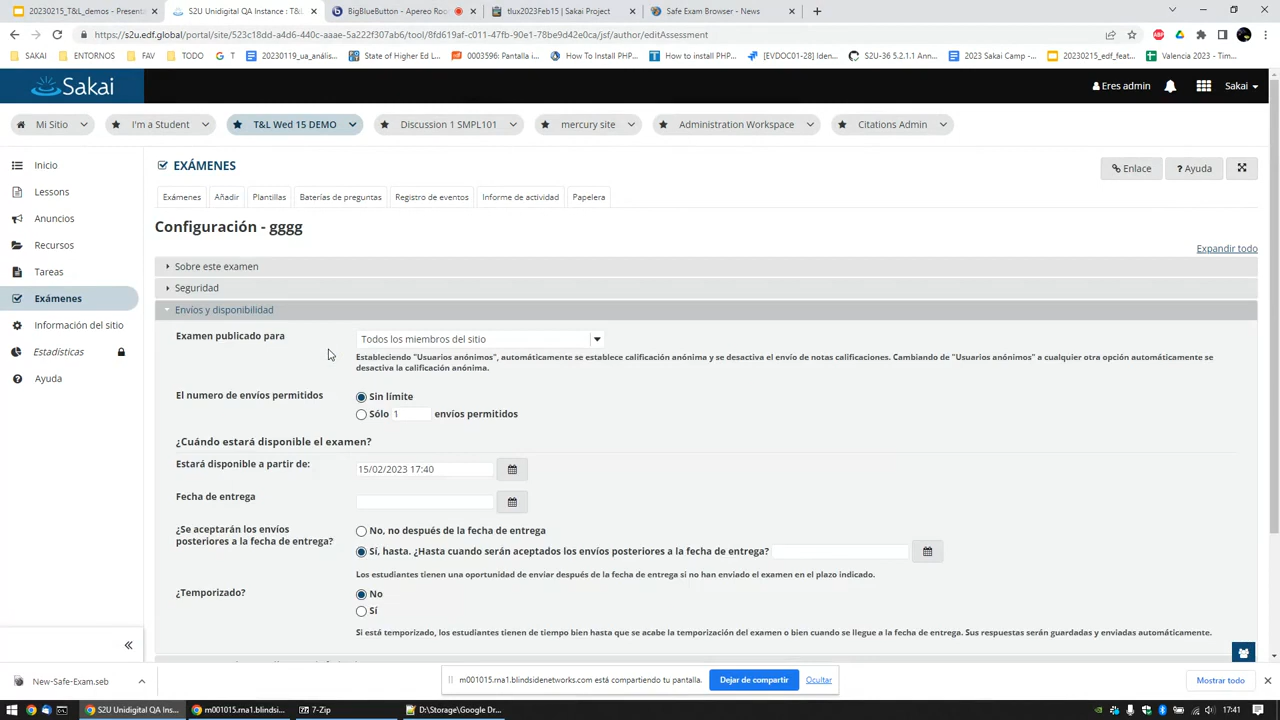 20230215_T&L_demos - Present
S2U Unidigital QA Instance: T&L
BigBlueButton - Apereo Roo
tlux2023Feb15 | Sakai Project
Safe Exam Browser - News
https://s2u.edf.global/portal/site/523c18dd-a4d6-440c-aaae-5a222f307ab6/tool/8fd619af-cf51-4fb-90e1-78be9d42e0ca/jsf/author/editAssessment
SAKAI
ENTORNOS
FAV
TODO
T
20230119_ua_anális
State of Higher Ed L...
0003596: Pantalla i...
How To Install PHP...
How to install PHP...
[EVDOC01-28] Iden...
S2U-36 5.2.1.1 Ann...
2023 Sakai Camp -...
20230215_edf_feat...
Valencia 2023 - Tim...
Sakai
Eres admin
Sakai
Mi Sitio
I'm a Student
T&L Wed 15 DEMO
Discussion 1 SMPL101
mercury site
Administration Workspace
Citations Admin
Inicio
Lessons
Anuncios
Recursos
Tareas
Exámenes
Información del sitio
Estadísticas
Ayuda
EXÁMENES
Enlace
? Ayuda
Exámenes
Añadir
Plantillas
Baterías de preguntas
Registro de eventos
Informe de actividad
Papelera
Configuración - gggg
Expandir todo
Sobre este examen
Seguridad
Envíos y disponibilidad
Examen publicado para
Todos los miembros del sitio
Estableciendo "Usuarios anónimos", automáticamente se establece calificación anónima y se desactiva el envío de notas calificaciones. Cambiando de "Usuarios anónimos" a cualquier otra opción automáticamente se
desactiva la calificación anónima.
El numero de envíos permitidos
Sin límite
Sólo 1 envíos permitidos
¿Cuándo estará disponible el examen?
Estará disponible a partir de:
15/02/2023 17:40
Fecha de entrega
¿Se aceptarán los envíos
posteriores a la fecha de entrega?
No, no después de la fecha de entrega
Sí, hasta. ¿Hasta cuando serán aceptados los envíos posteriores a la fecha de entrega?
Los estudiantes tienen una oportunidad de enviar después de la fecha de entrega si no han enviado el examen en el plazo indicado.
¿Temporizado?
No
Sí
Si está temporizado, los estudiantes tienen de tiempo bien hasta que se acabe la temporización del examen o bien cuando se llegue a la fecha de entrega. Sus respuestas serán guardadas y enviadas automáticamente.
New-Safe-Exam.seb
m001015.rna1.blindsidenetworks.com está compartiendo tu pantalla.
Dejar de compartir
Ocultar
Mostrar todo
S2U Unidigital QA Ins...
m001015.rna1.blindsi...
7-Zip
D:\Storage\Google Dr...
17:41